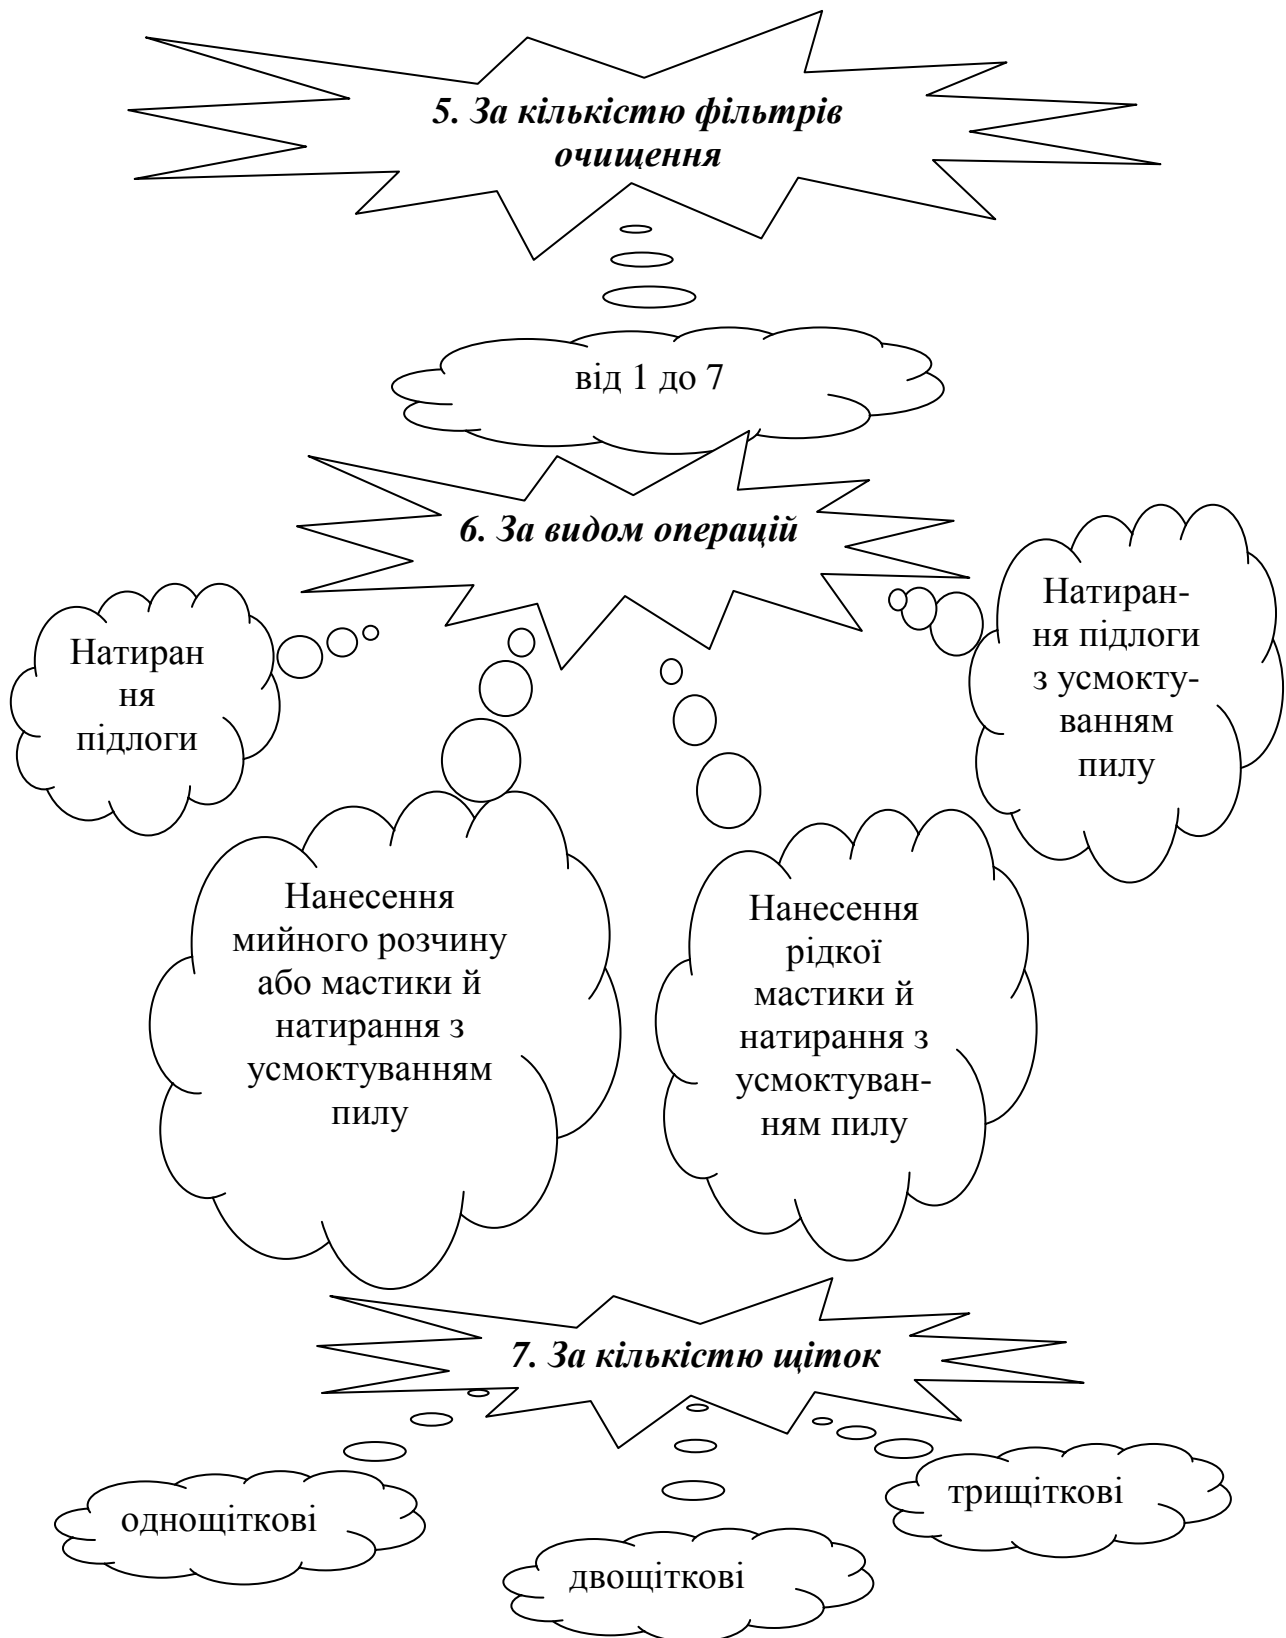 5. За кількістю фільтрів
очищення
від 1 до 7
6. За видом операцій
Натиран
ня
підлоги
Натиран-
ня підлоги
з усмокту-
ванням
пилу
Нанесення
мийного розчину
або мастики й
натирання з
усмоктуванням
пилу
Нанесення
рідкої
мастики й
натирання з
усмоктуван-
ням пилу
7. За кількістю щіток
однощіткові
двощіткові
трищіткові